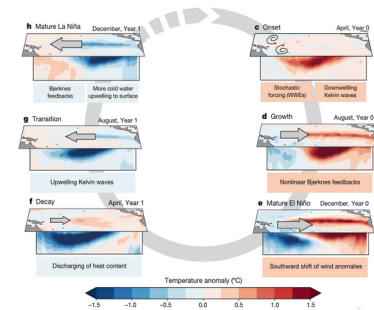 h Mature La Niña December, Year 1
Bjerknes
feedbacks
More cold water
upwelling to surface
c Onset April, Year 0
Stochastic
forcing (WWEs)
Downwelling
Kelvin waves
g Transition August, Year 1
Upwelling Kelvin waves
d Growth August, Year 0
Nonlinear Bjerknes feedbacks
f Decay April, Year 1
Discharging of heat content
e Mature El Niño December, Year 0
Southward shift of wind anomalies
Temperature anomaly (°C)
−1.5 −1.0 −0.5 0.0 0.5 1.0 1.5